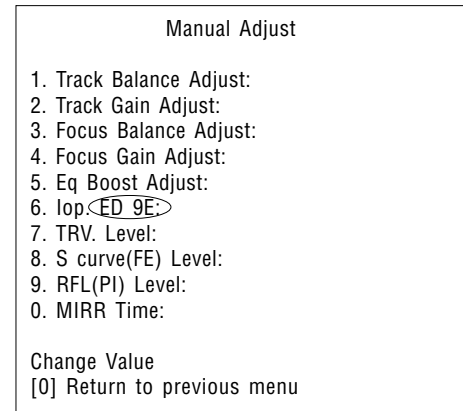 Manual Adjust
1. Track Balance Adjust:
2. Track Gain Adjust:
3. Focus Balance Adjust:
4. Focus Gain Adjust:
5. Eq Boost Adjust:
6. Iop. ED 9E:
7. TRV. Level:
8. S curve(FE) Level:
9. RFL(PI) Level:
0. MIRR Time:
Change Value
[0] Return to previous menu